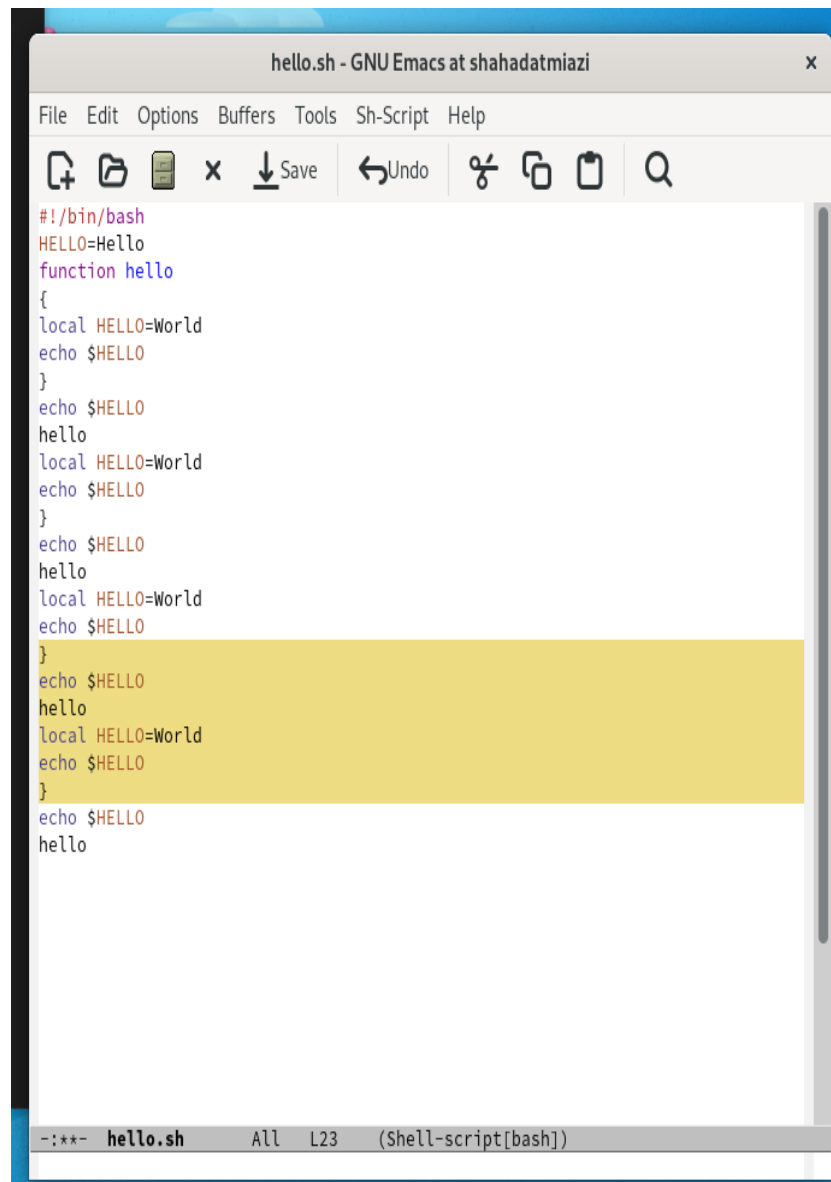 hello.sh - GNU Emacs at shahadatmiazi x
File Edit Options Buffers Tools Sh-Script Help
Save Undo
#!/bin/bash
HELLO=Hello
function hello
{
local HELLO=World
echo $HELLO
}
echo $HELLO
hello
local HELLO=World
echo $HELLO
}
echo $HELLO
hello
local HELLO=World
echo $HELLO
}
echo $HELLO
hello
local HELLO=World
echo $HELLO
}
echo $HELLO
hello
-:**- hello.sh All L23 (Shell-script[bash])